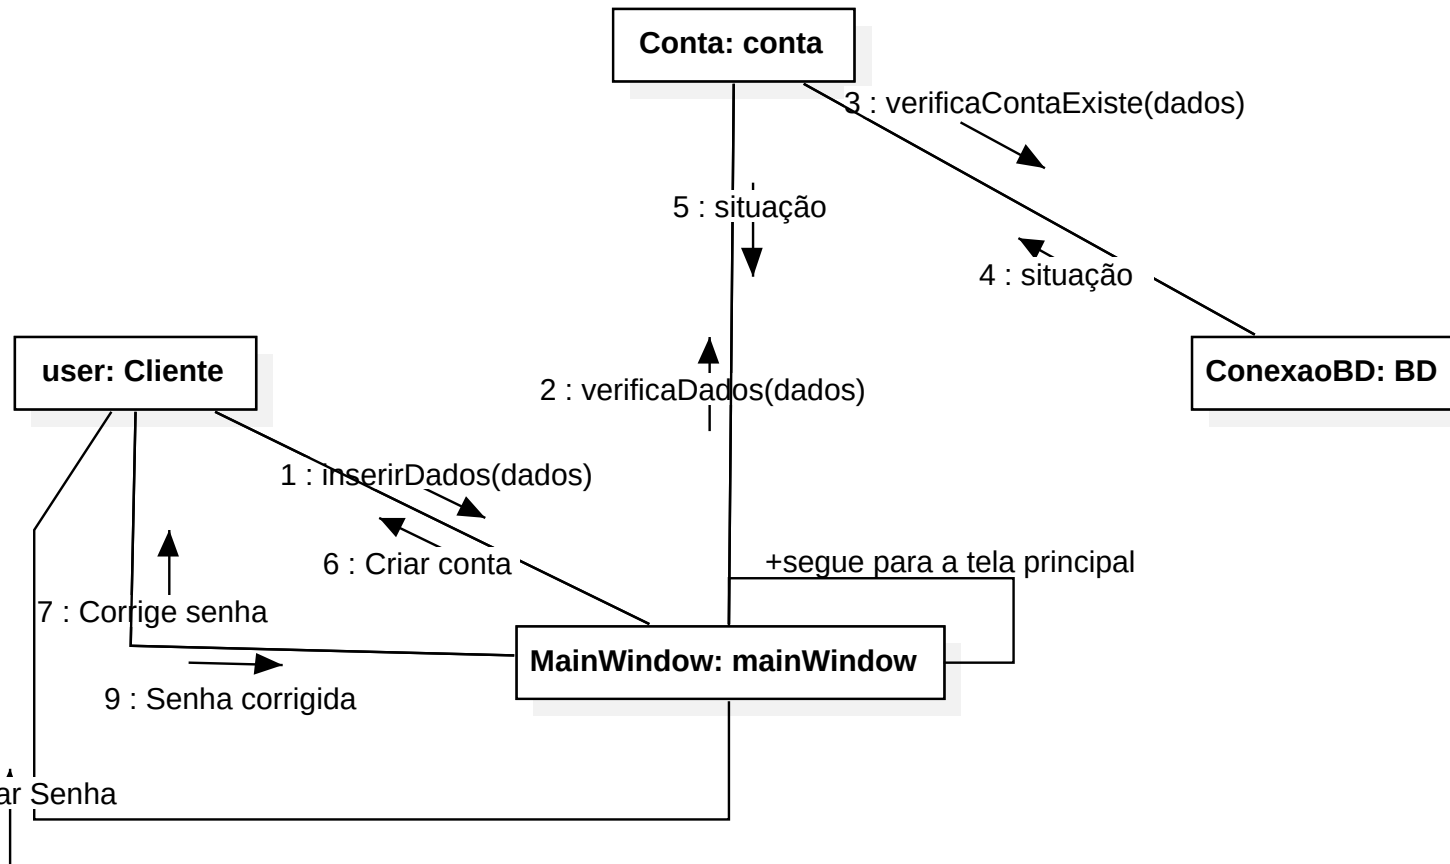 Conta: conta
3 : verificaContaExiste(dados)
5 : situação
4 : situação
user: Cliente
ConexaoBD: BD
2 : verificaDados(dados)
1 : inserirDados(dados)
6 : Criar conta
+segue para a tela principal
7 : Corrige senha
MainWindow: mainWindow
9 : Senha corrigida
Senha